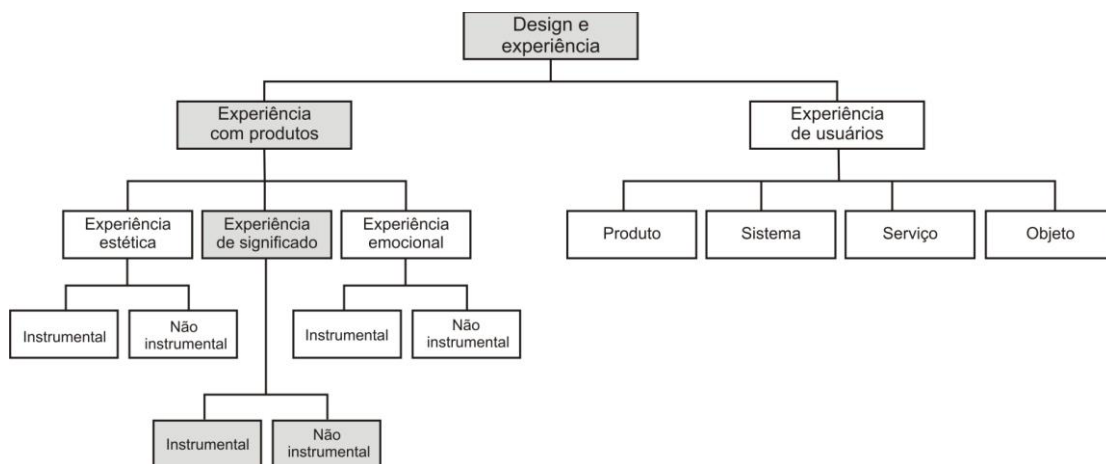 Design e
experiência
Experiência
com produtos
Experiência
de usuários
Experiência
estética
Experiência
de significado
Experiência
emocional
Produto
Sistema
Serviço
Objeto
Instrumental
Não
instrumental
Instrumental
Não
instrumental
Instrumental
Não
instrumental